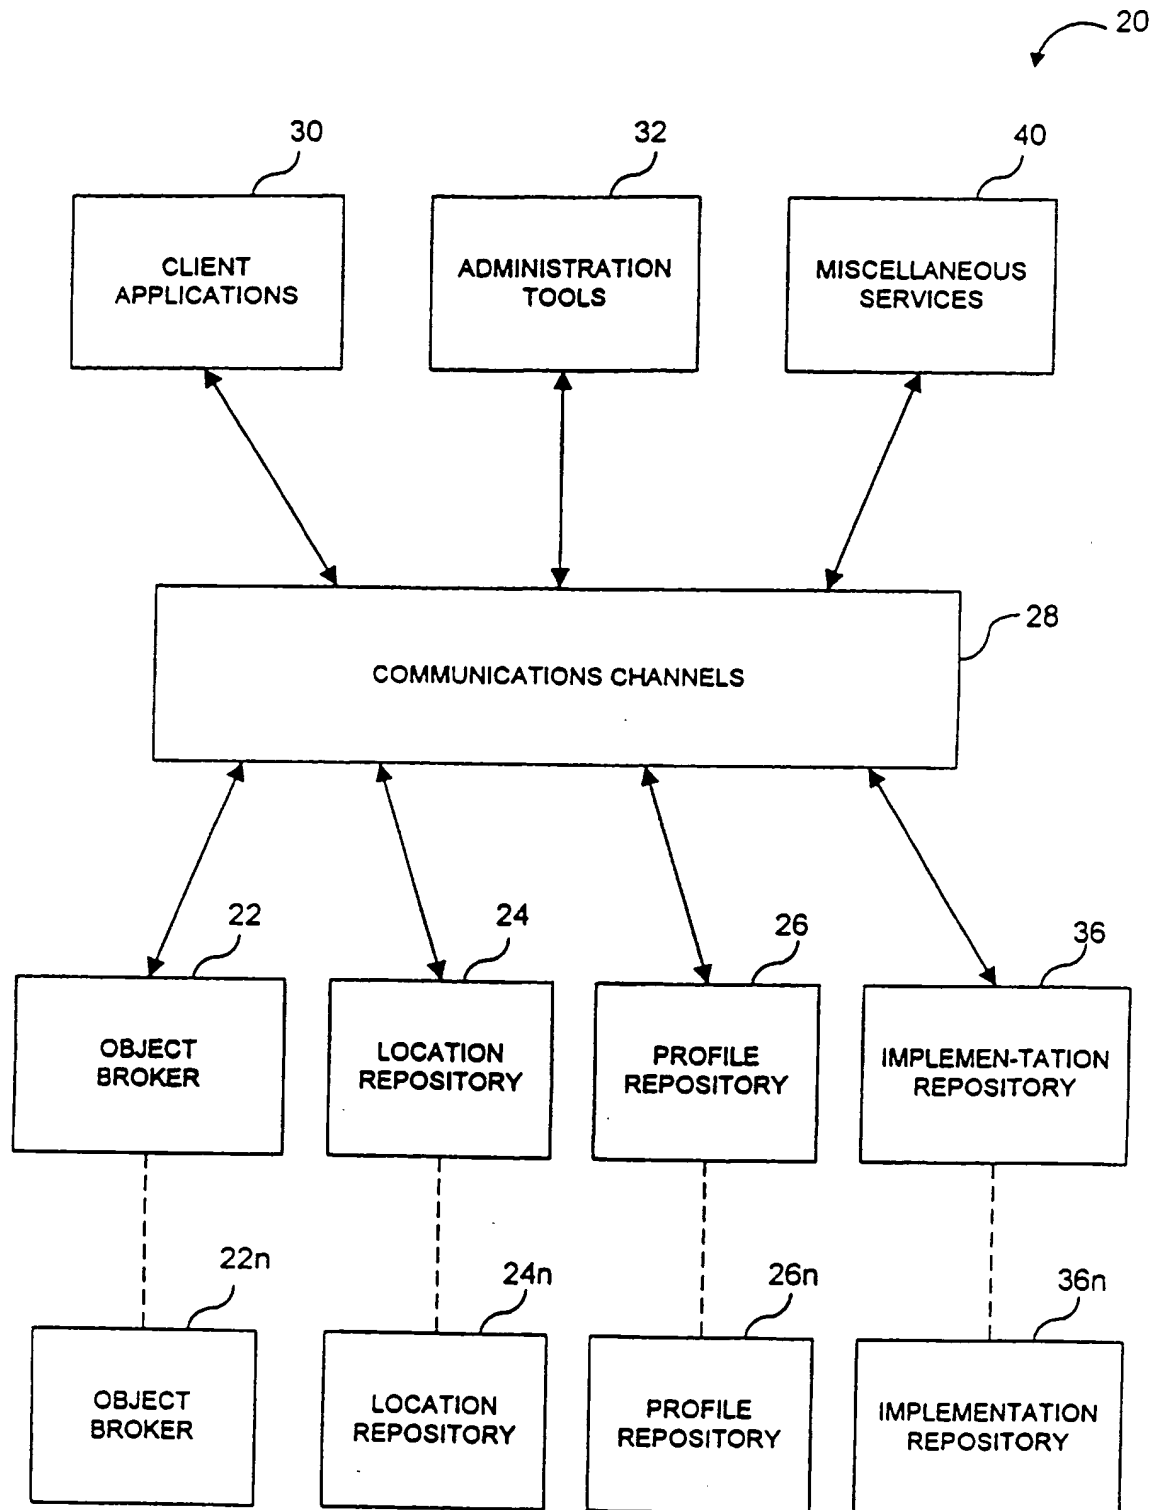 20
30
32
40
CLIENT
APPLICATIONS
ADMINISTRATION
TOOLS
MISCELLANEOUS
SERVICES
28
COMMUNICATIONS CHANNELS
22
24
26
36
OBJECT
BROKER
LOCATION
REPOSITORY
PROFILE
REPOSITORY
IMPLEMEN-TATION
REPOSITORY
22n
24n
26n
36n
OBJECT
BROKER
LOCATION
REPOSITORY
PROFILE
REPOSITORY
IMPLEMENTATION
REPOSITORY